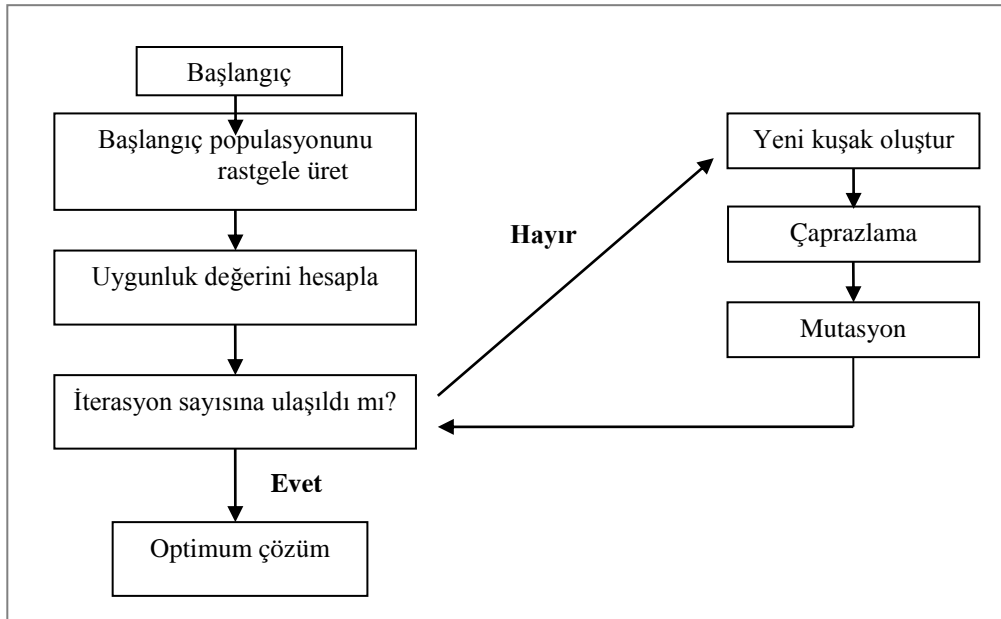 Başlangıç
Başlangıç populasyonunu
rastgele üret
Uygunluk değerini hesapla
İterasyon sayısına ulaşıldı mı?
Evet
Optimum çözüm
Hayır
Yeni kuşak oluştur
Çaprazlama
Mutasyon